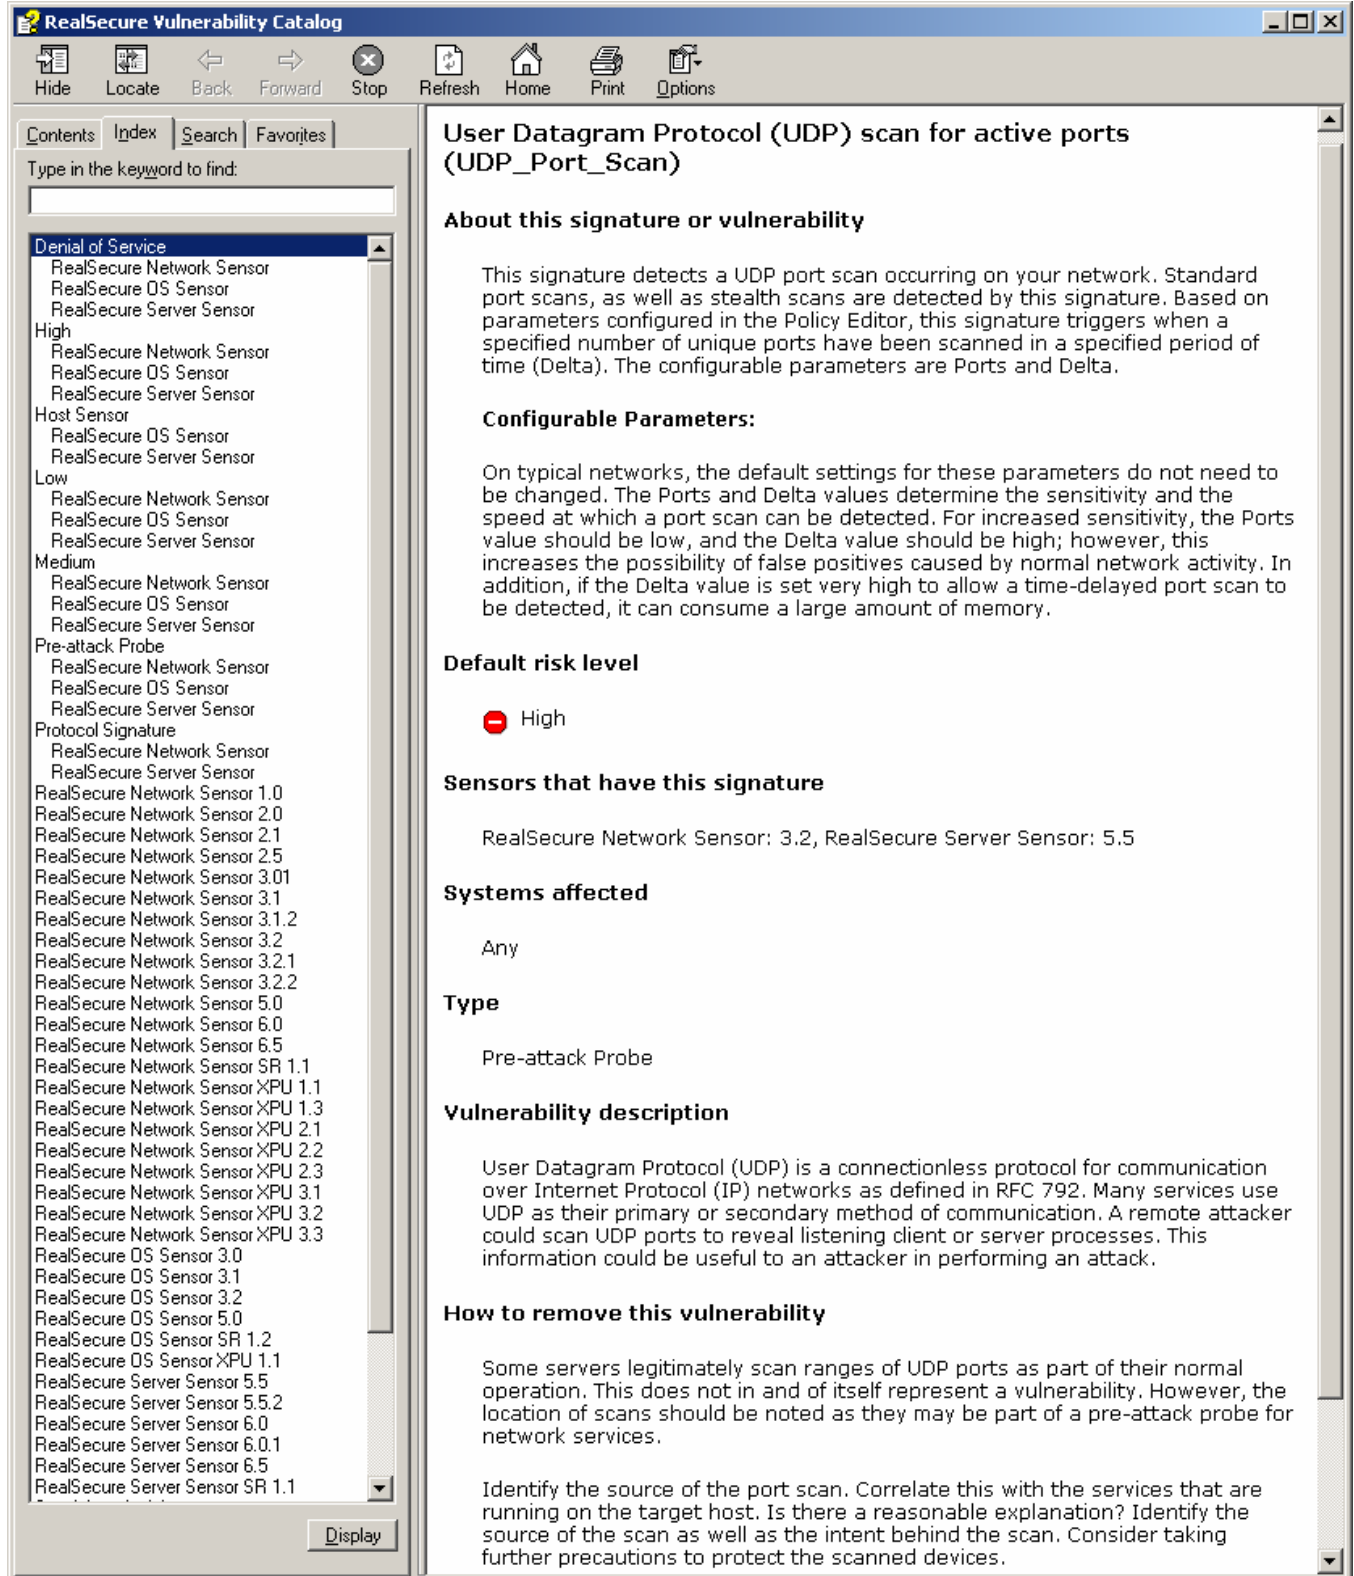 RealSecure Vulnerability Catalog
Hide Locate Back Forward Stop Refresh Home Print Options
Contents Index Search Favorites
Type in the keyword to find:
Denial of Service
RealSecure Network Sensor
RealSecure OS Sensor
RealSecure Server Sensor
High
RealSecure Network Sensor
RealSecure OS Sensor
RealSecure Server Sensor
Host Sensor
RealSecure OS Sensor
RealSecure Server Sensor
Low
RealSecure Network Sensor
RealSecure OS Sensor
RealSecure Server Sensor
Medium
RealSecure Network Sensor
RealSecure OS Sensor
RealSecure Server Sensor
Pre-attack Probe
RealSecure Network Sensor
RealSecure OS Sensor
RealSecure Server Sensor
Protocol Signature
RealSecure Network Sensor
RealSecure Server Sensor
RealSecure Network Sensor 1.0
RealSecure Network Sensor 2.0
RealSecure Network Sensor 2.1
RealSecure Network Sensor 2.5
RealSecure Network Sensor 3.01
RealSecure Network Sensor 3.1
RealSecure Network Sensor 3.1.2
RealSecure Network Sensor 3.2
RealSecure Network Sensor 3.2.1
RealSecure Network Sensor 3.2.2
RealSecure Network Sensor 5.0
RealSecure Network Sensor 6.0
RealSecure Network Sensor 6.5
RealSecure Network Sensor SR 1.1
RealSecure Network Sensor XPU 1.1
RealSecure Network Sensor XPU 1.3
RealSecure Network Sensor XPU 2.1
RealSecure Network Sensor XPU 2.2
RealSecure Network Sensor XPU 2.3
RealSecure Network Sensor XPU 3.1
RealSecure Network Sensor XPU 3.2
RealSecure Network Sensor XPU 3.3
RealSecure OS Sensor 3.0
RealSecure OS Sensor 3.1
RealSecure OS Sensor 3.2
RealSecure OS Sensor 5.0
RealSecure OS Sensor SR 1.2
RealSecure OS Sensor XPU 1.1
RealSecure Server Sensor 5.5
RealSecure Server Sensor 5.5.2
RealSecure Server Sensor 6.0
RealSecure Server Sensor 6.0.1
RealSecure Server Sensor 6.5
RealSecure Server Sensor SR 1.1
Display
User Datagram Protocol (UDP) scan for active ports
(UDP_Port_Scan)
About this signature or vulnerability
This signature detects a UDP port scan occurring on your network. Standard
port scans, as well as stealth scans are detected by this signature. Based on
parameters configured in the Policy Editor, this signature triggers when a
specified number of unique ports have been scanned in a specified period of
time (Delta). The configurable parameters are Ports and Delta.
Configurable Parameters:
On typical networks, the default settings for these parameters do not need to
be changed. The Ports and Delta values determine the sensitivity and the
speed at which a port scan can be detected. For increased sensitivity, the Ports
value should be low, and the Delta value should be high; however, this
increases the possibility of false positives caused by normal network activity. In
addition, if the Delta value is set very high to allow a time-delayed port scan to
be detected, it can consume a large amount of memory.
Default risk level
High
Sensors that have this signature
RealSecure Network Sensor: 3.2, RealSecure Server Sensor: 5.5
Systems affected
Any
Type
Pre-attack Probe
Vulnerability description
User Datagram Protocol (UDP) is a connectionless protocol for communication
over Internet Protocol (IP) networks as defined in RFC 792. Many services use
UDP as their primary or secondary method of communication. A remote attacker
could scan UDP ports to reveal listening client or server processes. This
information could be useful to an attacker in performing an attack.
How to remove this vulnerability
Some servers legitimately scan ranges of UDP ports as part of their normal
operation. This does not in and of itself represent a vulnerability. However, the
location of scans should be noted as they may be part of a pre-attack probe for
network services.
Identify the source of the port scan. Correlate this with the services that are
running on the target host. Is there a reasonable explanation? Identify the
source of the scan as well as the intent behind the scan. Consider taking
further precautions to protect the scanned devices.